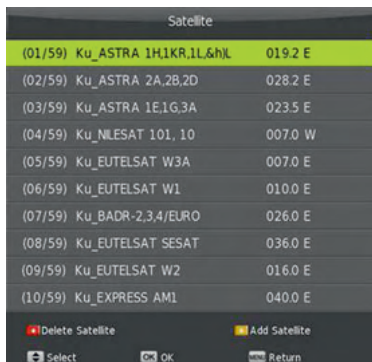 Satellite
(01/59) Ku_ASTRA 1H,1KR,1L,&h)L 019.2 E
(02/59) Ku_ASTRA 2A,2B,2D 028.2 E
(03/59) Ku_ASTRA 1E,1G,3A 023.5 E
(04/59) Ku_NILESAT 101, 10 007.0 W
(05/59) Ku_EUTELSAT W3A 007.0 E
(06/59) Ku_EUTELSAT W1 010.0 E
(07/59) Ku_BADR-2,3,4/EURO 026.0 E
(08/59) Ku_EUTELSAT SESAT 036.0 E
(09/59) Ku_EUTELSAT W2 016.0 E
(10/59) Ku_EXPRESS AM1 040.0 E
Delete Satellite Add Satellite
Select OK OK MENU Return